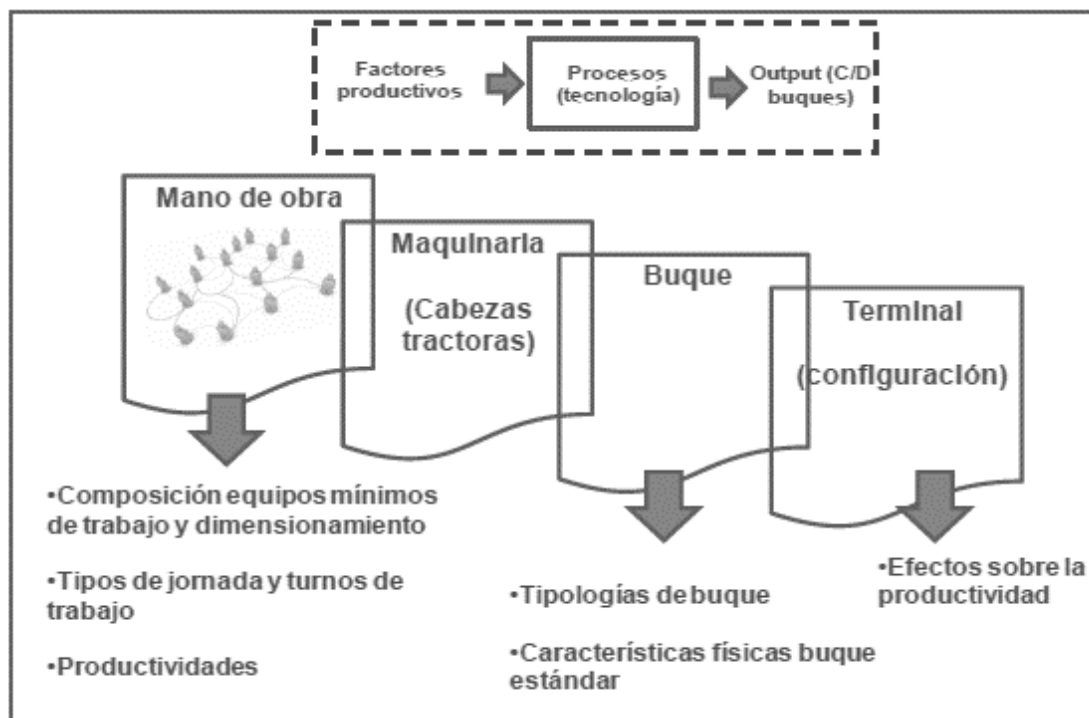 Factores
productivos
Procesos
(tecnología)
Output (C/D
buques)
Mano de obra
Maquinaria
(Cabezas
tractoras)
Buque
Terminal
(configuración)
•Composición equipos mínimos
de trabajo y dimensionamiento
•Tipos de jornada y turnos de
trabajo
•Productividades
•Tipologías de buque
•Características físicas buque
estándar
•Efectos sobre la
productividad